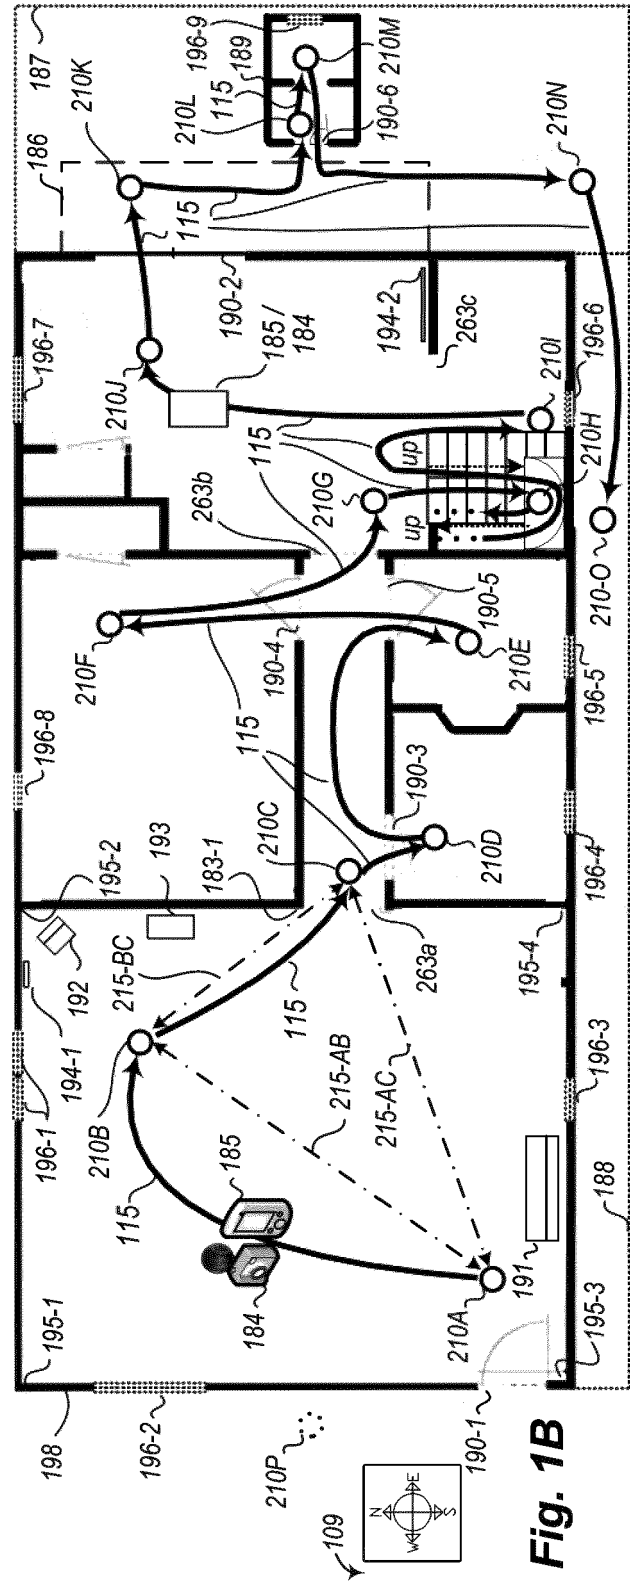 187
186
210K
115
196-9
189
210L
210M
190-6
210N
115
196-7
210J
190-2
185 /
184
194-2
263c
210I
196-6
115
up
up
210H
263b
210G
210-O
210F
190-4
190-5
210E
196-5
115
196-8
190-3
210C
210D
196-4
195-2
193
183-1
192
194-1
215-BC
115
263a
195-4
196-1
210B
215-AB
215-AC
196-3
115
185
184
188
191
210A
195-1
195-3
198
196-2
210P
190-1
109
N
E
S
W
Fig. 1B